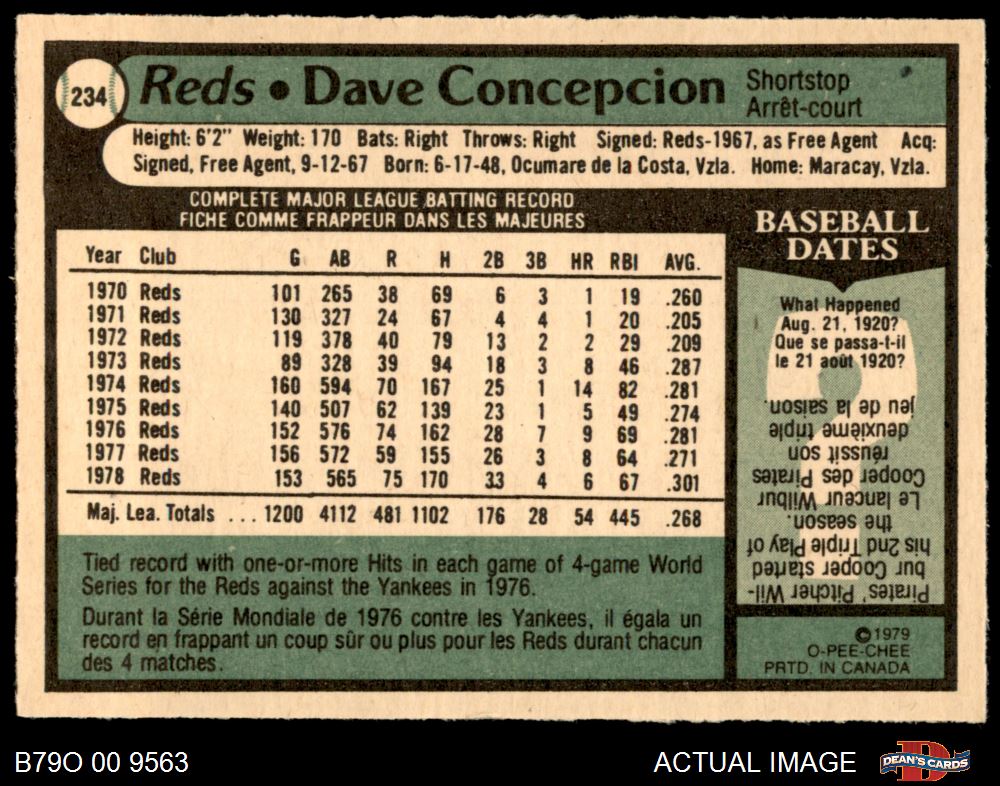 234
Reds • Dave Concepcion
Shortstop
Arrêt-court
Height: 6'2" Weight: 170 Bats: Right Throws: Right Signed: Reds-1967, as Free Agent Acq:
Signed, Free Agent, 9-12-67 Born: 6-17-48, Ocumare de la Costa, Vzla. Home: Maracay, Vzla.
COMPLETE MAJOR LEAGUE BATTING RECORD
FICHE COMME FRAPPEUR DANS LES MAJEURES
Year Club G AB R H 2B 3B HR RBI AVG.
1970 Reds 101 265 38 69 6 3 1 19 .260
1971 Reds 130 327 24 67 4 4 1 20 .205
1972 Reds 119 378 40 79 13 2 2 29 .209
1973 Reds 89 328 39 94 18 3 8 46 .287
1974 Reds 160 594 70 167 25 1 14 82 .281
1975 Reds 140 507 62 139 23 1 5 49 .274
1976 Reds 152 576 74 162 28 7 9 69 .281
1977 Reds 156 572 59 155 26 3 8 64 .271
1978 Reds 153 565 75 170 33 4 6 67 .301
Maj. Lea. Totals ... 1200 4112 481 1102 176 28 54 445 .268
Tied record with one-or-more Hits in each game of 4-game World
Series for the Reds against the Yankees in 1976.
Durant la Série Mondiale de 1976 contre les Yankees, il égala un
record en frappant un coup sûr ou plus pour les Reds durant chacun
des 4 matches.
BASEBALL
DATES
What Happened
Aug. 21, 1920?
Que se passa-t-il
le 21 août 1920?
Pirates' Pitcher Wil-
bur Cooper started
his 2nd Triple Play of
the season.
Le lanceur Wilbur
Cooper des Pirates
réussit son
deuxième triple
jeu de la saison.
©1979
O-PEE-CHEE
PRTD. IN CANADA
B79O 00 9563
ACTUAL IMAGE
D
DEAN'S CARDS